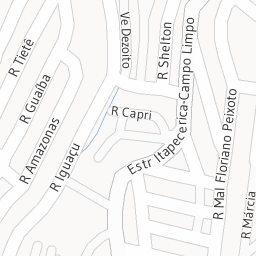 R Tietê
R Guaíba
R Amazonas
R Iguaçu
Ve Dezoito
R Shelton
R Capri
Estr Itapecerica-Campo Limpo
R Mal Floriano Peixoto
R Márcia